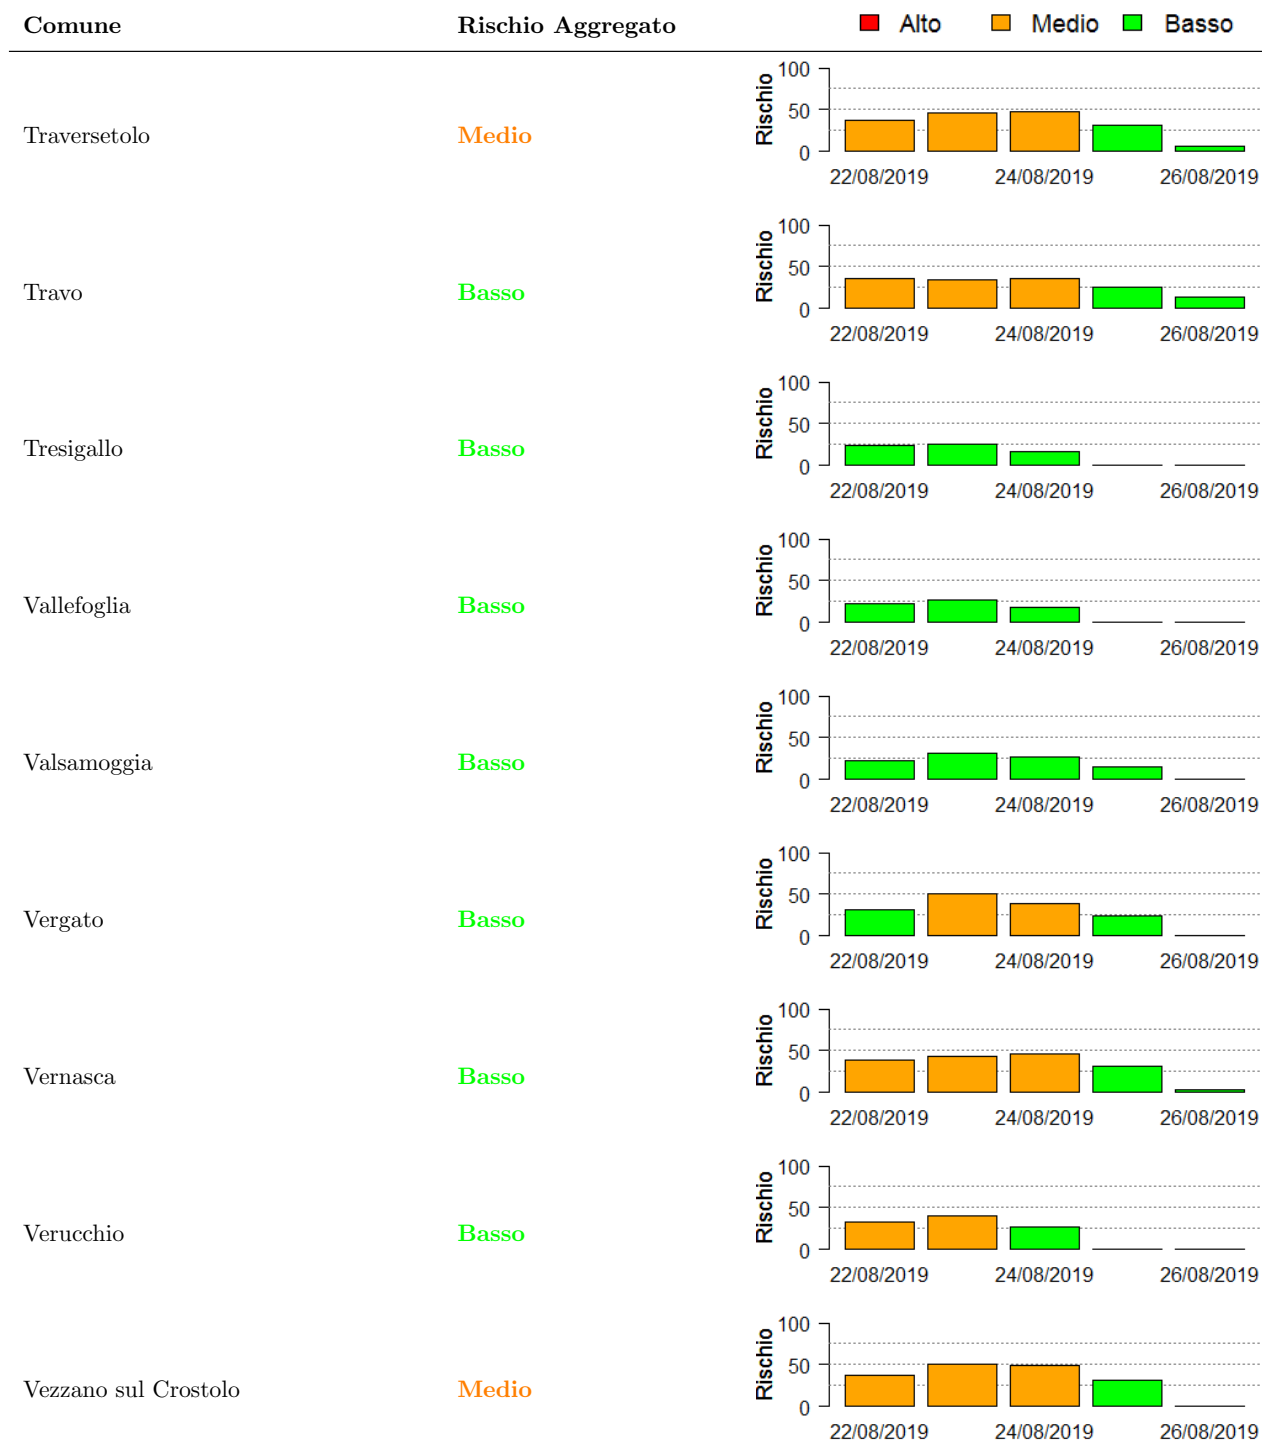 Comune Rischio Aggregato Alto Medio Basso
Traversetolo Medio Rischio 100 50 0
22/08/2019 24/08/2019 26/08/2019
Travo Basso Rischio 100 50 0
22/08/2019 24/08/2019 26/08/2019
Tresigallo Basso Rischio 100 50 0
22/08/2019 24/08/2019 26/08/2019
Vallefoglia Basso Rischio 100 50 0
22/08/2019 24/08/2019 26/08/2019
Valsamoggia Basso Rischio 100 50 0
22/08/2019 24/08/2019 26/08/2019
Vergato Basso Rischio 100 50 0
22/08/2019 24/08/2019 26/08/2019
Vernasca Basso Rischio 100 50 0
22/08/2019 24/08/2019 26/08/2019
Verucchio Basso Rischio 100 50 0
22/08/2019 24/08/2019 26/08/2019
Vezzano sul Crostolo Medio Rischio 100 50 0
22/08/2019 24/08/2019 26/08/2019